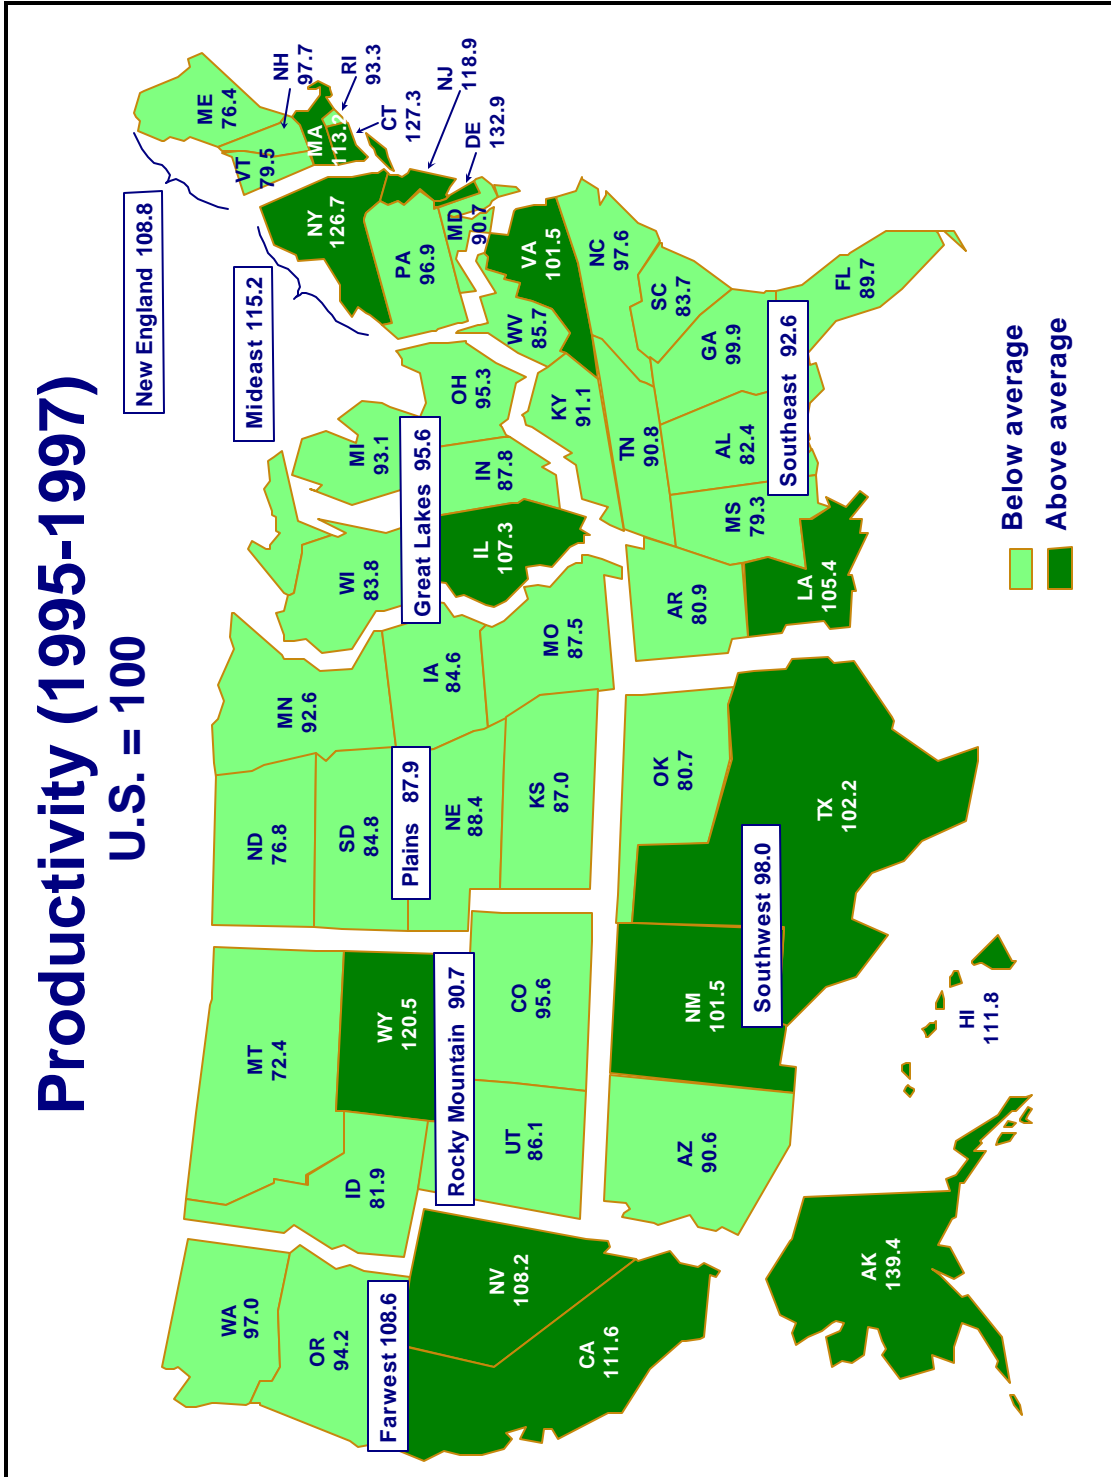 Productivity (1995-1997)
U.S. = 100
New England 108.8
Mideast 115.2
Great Lakes 95.6
Plains 87.9
Rocky Mountain 90.7
Farwest 108.6
Southwest 98.0
Southeast 92.6
WA
97.0
OR
94.2
CA
111.6
NV
108.2
ID
81.9
MT
72.4
WY
120.5
UT
86.1
CO
95.6
AZ
90.6
NM
101.5
TX
102.2
OK
80.7
ND
76.8
SD
84.8
NE
88.4
KS
87.0
MN
92.6
IA
84.6
MO
87.5
WI
83.8
MI
93.1
IL
107.3
IN
87.8
OH
95.3
KY
91.1
TN
90.8
AR
80.9
LA
105.4
MS
79.3
AL
82.4
GA
99.9
FL
89.7
SC
83.7
NC
97.6
VA
101.5
WV
85.7
MD
90.7
PA
96.9
NY
126.7
VT
79.5
ME
76.4
NH
97.7
MA
113.2
RI
93.3
CT
127.3
NJ
118.9
DE
132.9
AK
139.4
HI
111.8
Below average
Above average